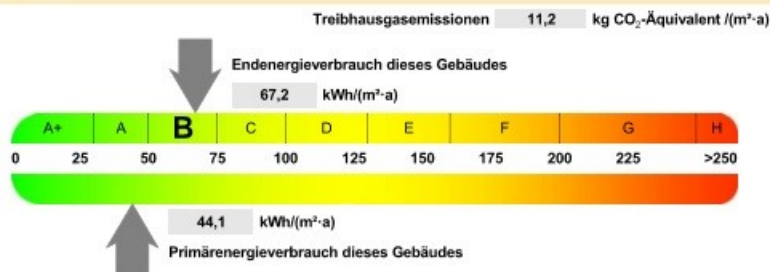 Treibhausgasemissionen 11,2 kg CO₂-Äquivalent /(m²·a)
Endenergieverbrauch dieses Gebäudes
67,2 kWh/(m²·a)
A+ A B C D E F G H
0 25 50 75 100 125 150 175 200 225 >250
44,1 kWh/(m²·a)
Primärenergieverbrauch dieses Gebäudes